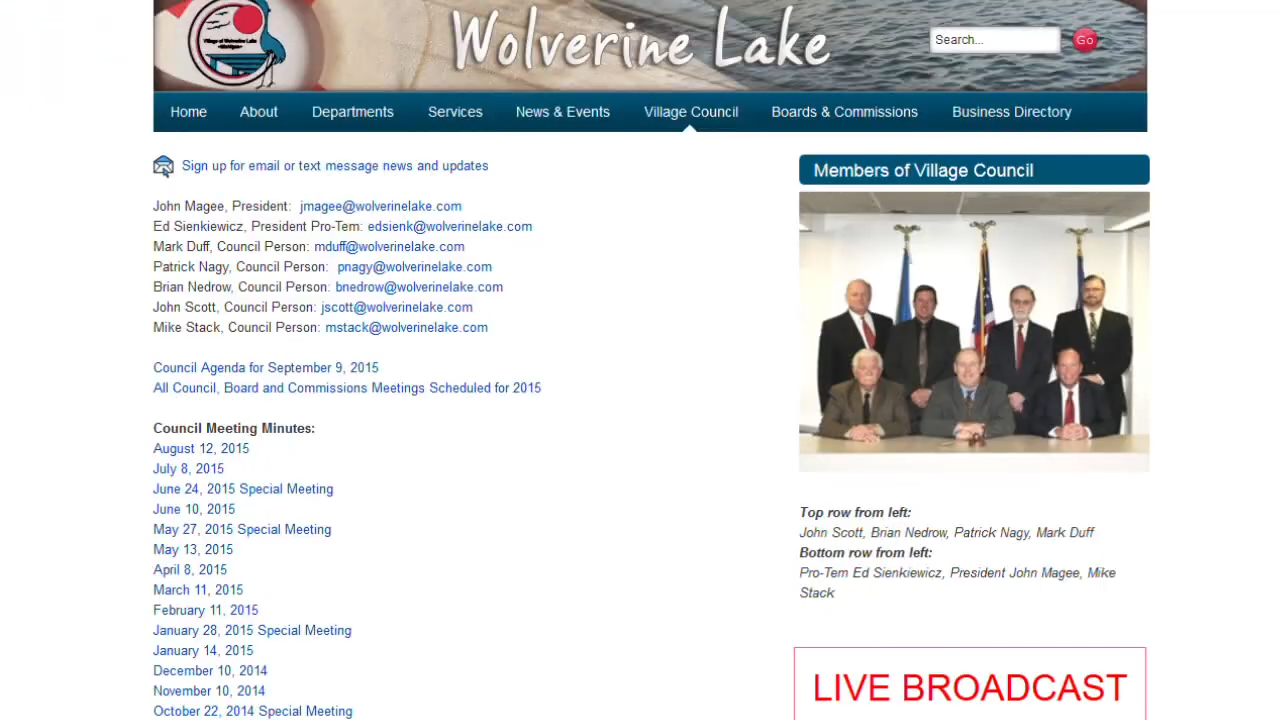 Wolverine Lake
Village of Wolverine Lake
Search...
Go
Home About Departments Services News & Events Village Council Boards & Commissions Business Directory
Sign up for email or text message news and updates
John Magee, President: jmagee@wolverinelake.com
Ed Sienkiewicz, President Pro-Tem: edsienk@wolverinelake.com
Mark Duff, Council Person: mduff@wolverinelake.com
Patrick Nagy, Council Person: pnagy@wolverinelake.com
Brian Nedrow, Council Person: bnedrow@wolverinelake.com
John Scott, Council Person: jscott@wolverinelake.com
Mike Stack, Council Person: mstack@wolverinelake.com
Council Agenda for September 9, 2015
All Council, Board and Commissions Meetings Scheduled for 2015
Council Meeting Minutes:
August 12, 2015
July 8, 2015
June 24, 2015 Special Meeting
June 10, 2015
May 27, 2015 Special Meeting
May 13, 2015
April 8, 2015
March 11, 2015
February 11, 2015
January 28, 2015 Special Meeting
January 14, 2015
December 10, 2014
November 10, 2014
October 22, 2014 Special Meeting
Members of Village Council
Top row from left:
John Scott, Brian Nedrow, Patrick Nagy, Mark Duff
Bottom row from left:
Pro-Tem Ed Sienkiewicz, President John Magee, Mike
Stack
LIVE BROADCAST